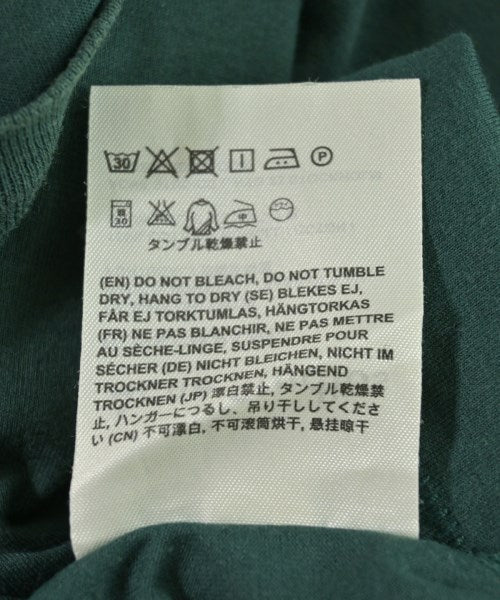 30
P
30
中
タンブル乾燥禁止
(EN) DO NOT BLEACH, DO NOT TUMBLE
DRY, HANG TO DRY (SE) BLEKES EJ,
FÅR EJ TORKTUMLAS, HÄNGTORKAS
(FR) NE PAS BLANCHIR, NE PAS METTRE
AU SÈCHE-LINGE, SUSPENDRE POUR
SÉCHER (DE) NICHT BLEICHEN, NICHT IM
TROCKNER TROCKNEN, HÄNGEND
TROCKNEN (JP) 漂白禁止, タンブル乾燥禁
止, ハンガーにつるし、吊り干ししてくださ
い (CN) 不可漂白, 不可滚筒烘干, 悬挂晾干